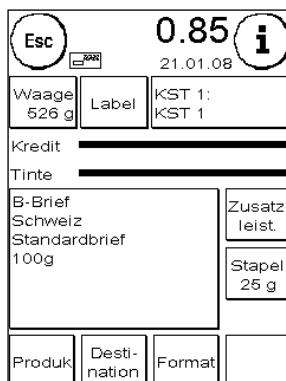 Esc
0.85
i
21.01.08
Waage
526 g
Label
KST 1:
KST 1
Kredit
Tinte
B-Brief
Schweiz
Standardbrief
100g
Zusatz
leist.
Stapel
25 g
Produk
Desti-
nation
Format